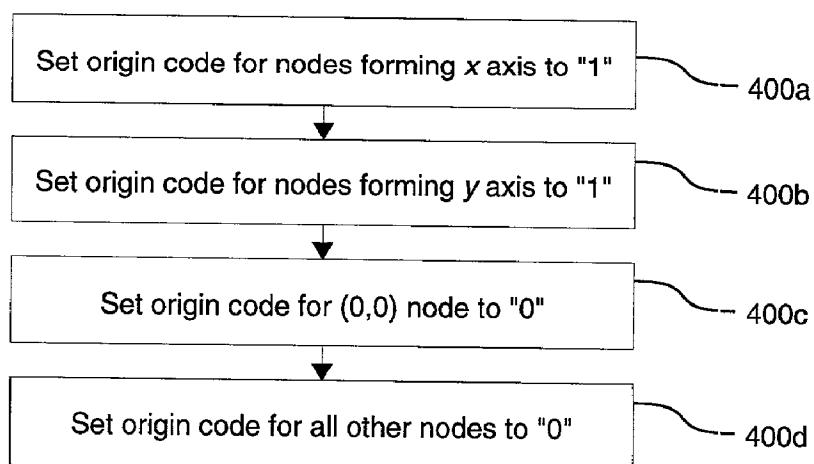 Set origin code for nodes forming x axis to "1"
400a
Set origin code for nodes forming y axis to "1"
400b
Set origin code for (0,0) node to "0"
400c
Set origin code for all other nodes to "0"
400d